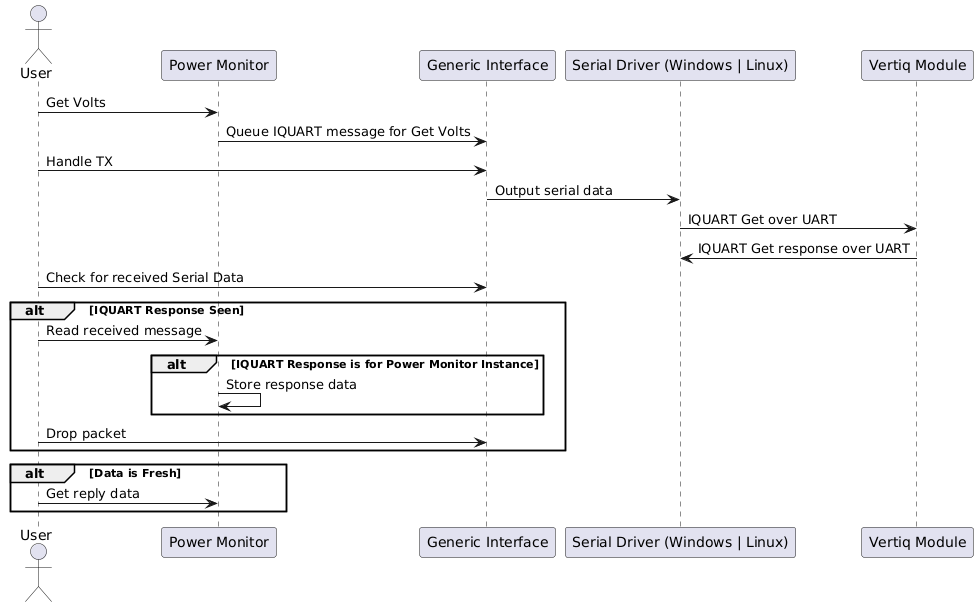 User
Power Monitor
Generic Interface
Serial Driver (Windows | Linux)
Vertiq Module
Get Volts
Queue IQUART message for Get Volts
Handle TX
Output serial data
IQUART Get over UART
IQUART Get response over UART
Check for received Serial Data
alt [IQUART Response Seen]
Read received message
alt [IQUART Response is for Power Monitor Instance]
Store response data
Drop packet
alt [Data is Fresh]
Get reply data
User
Power Monitor
Generic Interface
Serial Driver (Windows | Linux)
Vertiq Module